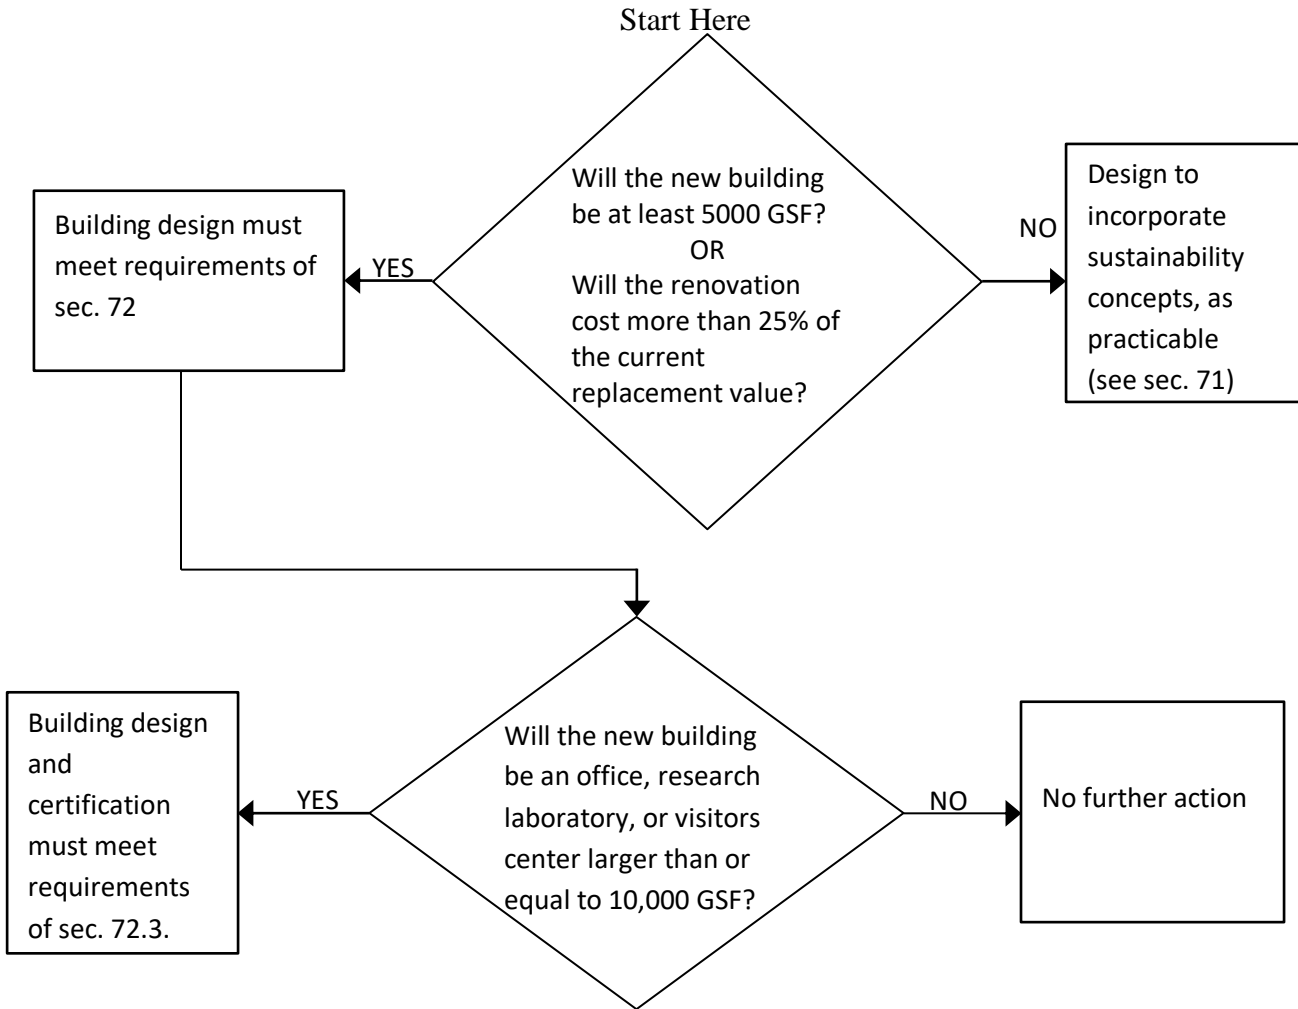 Start Here
Will the new building
be at least 5000 GSF?
OR
Will the renovation
cost more than 25% of
the current
replacement value?
YES
Building design must
meet requirements of
sec. 72
NO
Design to
incorporate
sustainability
concepts, as
practicable
(see sec. 71)
Will the new building
be an office, research
laboratory, or visitors
center larger than or
equal to 10,000 GSF?
YES
Building design
and
certification
must meet
requirements
of sec. 72.3.
NO
No further action